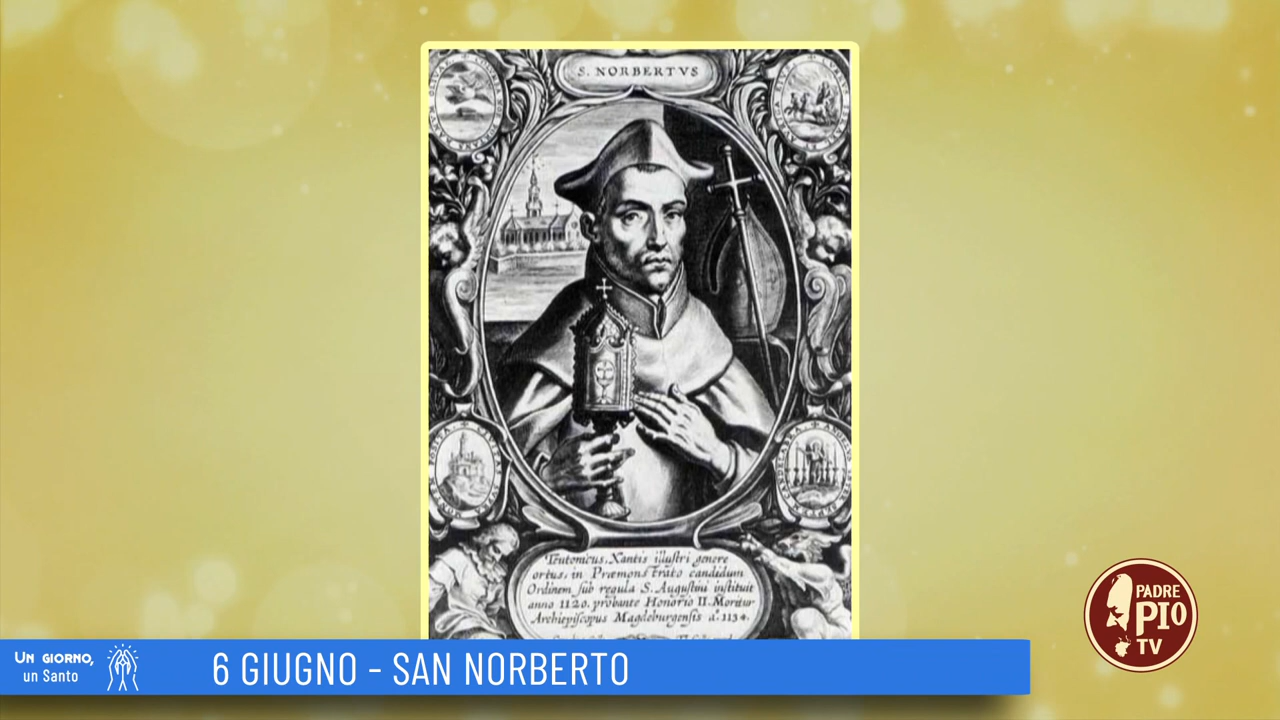 S. NORBERTVS
Teutonicus, Xantis illustri genere
ortus, in Præmonstrato candidum
Ordinem sub regula S. Augustini instituit
anno 1120. probante Honorio II. Moritur
Archiepiscopus Magdeburgensis aº. 1134.
PADRE
PIO
TV
UN GIORNO,
un Santo
6 GIUGNO - SAN NORBERTO